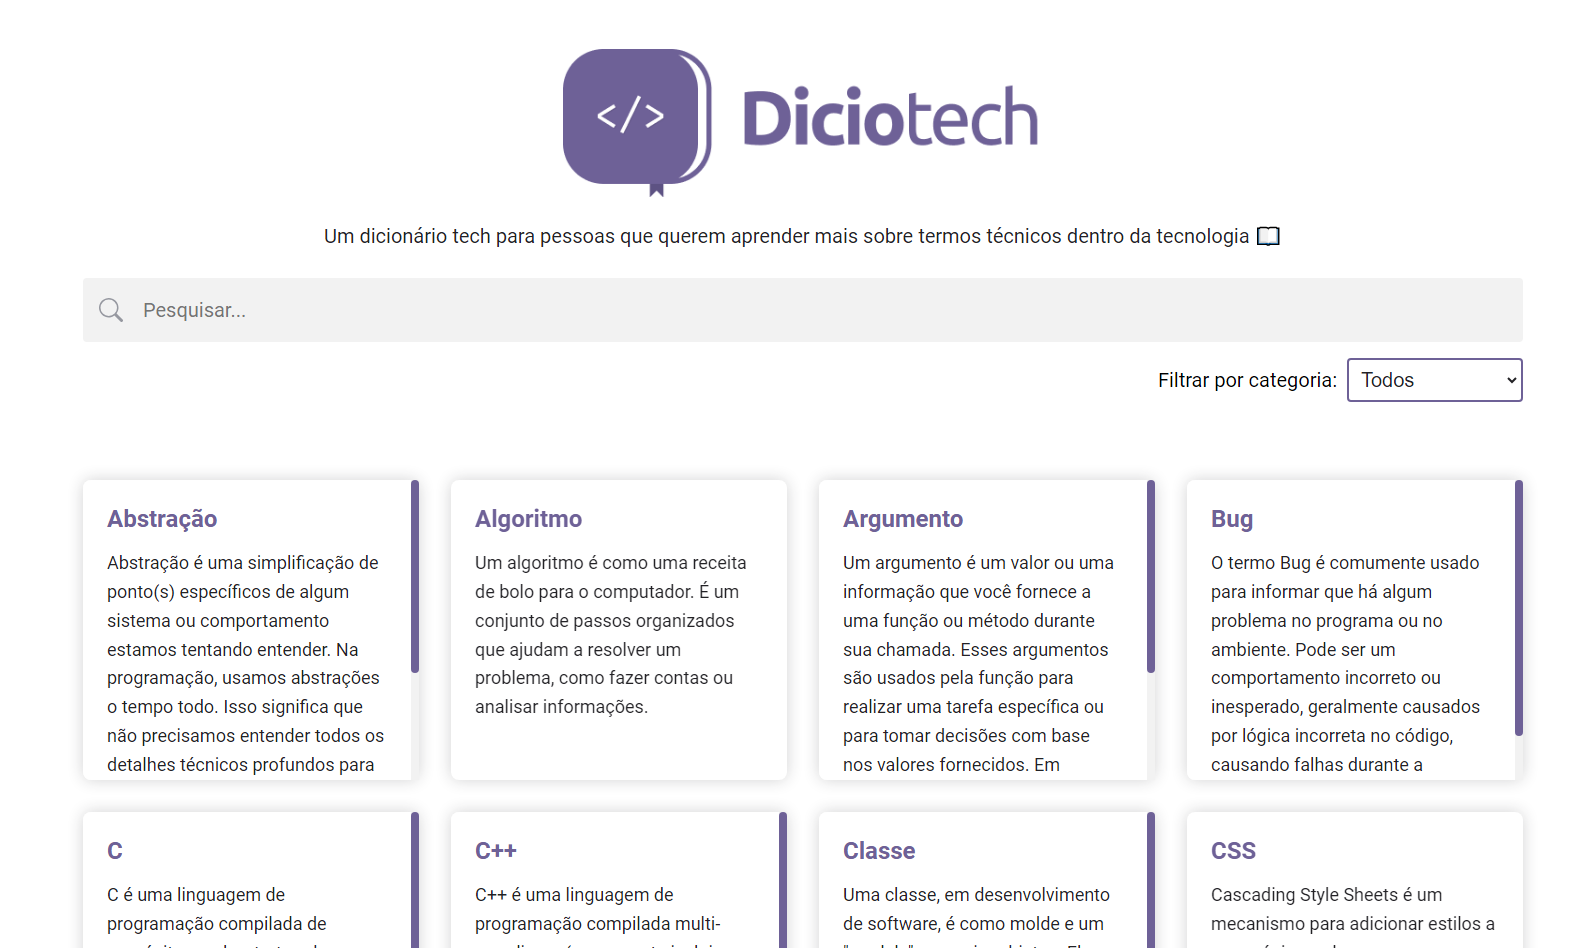 </>
Diciotech
Um dicionário tech para pessoas que querem aprender mais sobre termos técnicos dentro da tecnologia
Pesquisar...
Filtrar por categoria: Todos
Abstração
Abstração é uma simplificação de
ponto(s) específicos de algum
sistema ou comportamento
estamos tentando entender. Na
programação, usamos abstrações
o tempo todo. Isso significa que
não precisamos entender todos os
detalhes técnicos profundos para
Algoritmo
Um algoritmo é como uma receita
de bolo para o computador. É um
conjunto de passos organizados
que ajudam a resolver um
problema, como fazer contas ou
analisar informações.
Argumento
Um argumento é um valor ou uma
informação que você fornece a
uma função ou método durante
sua chamada. Esses argumentos
são usados pela função para
realizar uma tarefa específica ou
para tomar decisões com base
nos valores fornecidos. Em
Bug
O termo Bug é comumente usado
para informar que há algum
problema no programa ou no
ambiente. Pode ser um
comportamento incorreto ou
inesperado, geralmente causados
por lógica incorreta no código,
causando falhas durante a
C
C é uma linguagem de
programação compilada de
C++
C++ é uma linguagem de
programação compilada multi-
Classe
Uma classe, em desenvolvimento
de software, é como molde e um
CSS
Cascading Style Sheets é um
mecanismo para adicionar estilos a